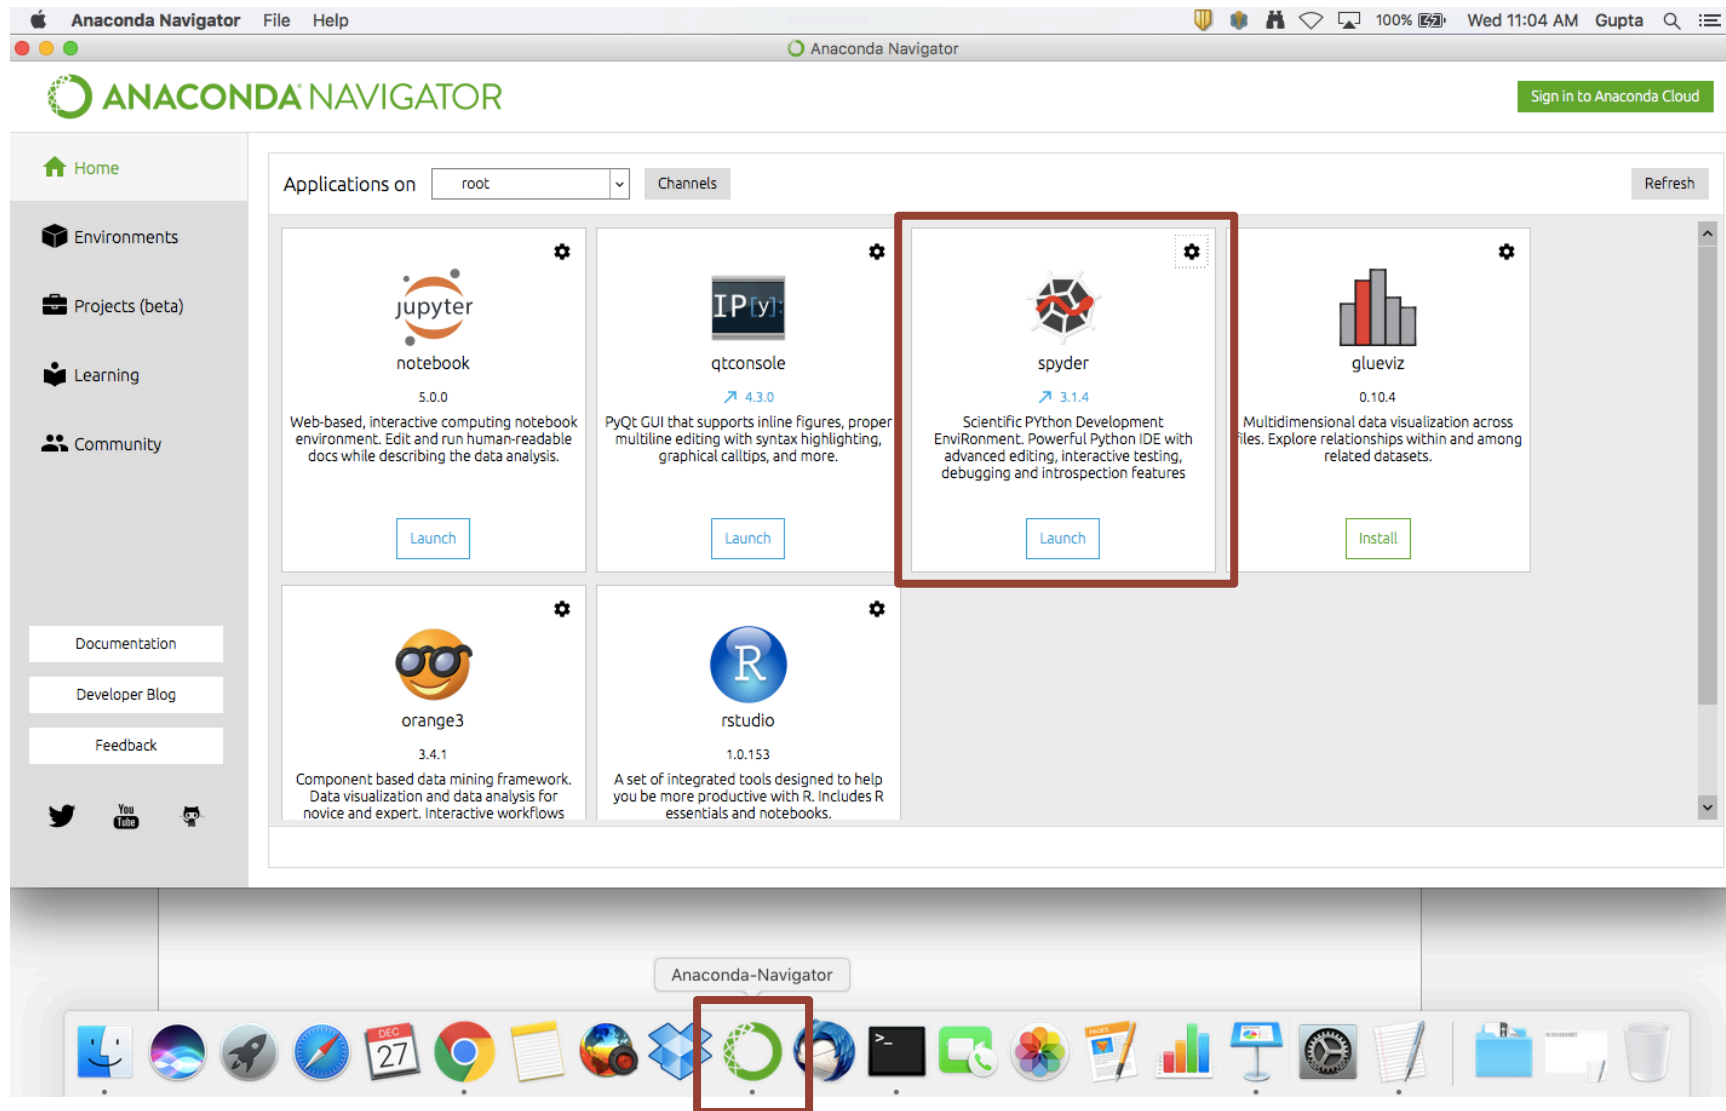 Anaconda Navigator File Help 100% Wed 11:04 AM Gupta
Anaconda Navigator
ANACONDA NAVIGATOR
Sign in to Anaconda Cloud
Home
Environments
Projects (beta)
Learning
Community
Documentation
Developer Blog
Feedback
You
Tube
Applications on root Channels Refresh
jupyter
notebook
5.0.0
Web-based, interactive computing notebook
environment. Edit and run human-readable
docs while describing the data analysis.
Launch
IP[y]:
qtconsole
4.3.0
PyQt GUI that supports inline figures, proper
multiline editing with syntax highlighting,
graphical calltips, and more.
Launch
spyder
3.1.4
Scientific PYthon Development
EnviRonment. Powerful Python IDE with
advanced editing, interactive testing,
debugging and introspection features
Launch
glueviz
0.10.4
Multidimensional data visualization across
files. Explore relationships within and among
related datasets.
Install
orange3
3.4.1
Component based data mining framework.
Data visualization and data analysis for
novice and expert. Interactive workflows
R
rstudio
1.0.153
A set of integrated tools designed to help
you be more productive with R. Includes R
essentials and notebooks.
Anaconda-Navigator
DEC
27
>_
PAGES